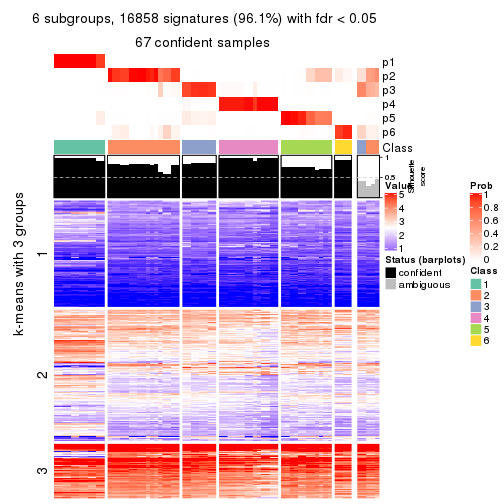 6 subgroups, 16858 signatures (96.1%) with fdr < 0.05
67 confident samples
p1
p2
p3
p4
p5
p6
Class
1
0.5
0
Silhouette
score
k-means with 3 groups
1
2
3
Value
5
4
3
2
1
Status (barplots)
confident
ambiguous
Prob
1
0.8
0.6
0.4
0.2
0
Class
1
2
3
4
5
6